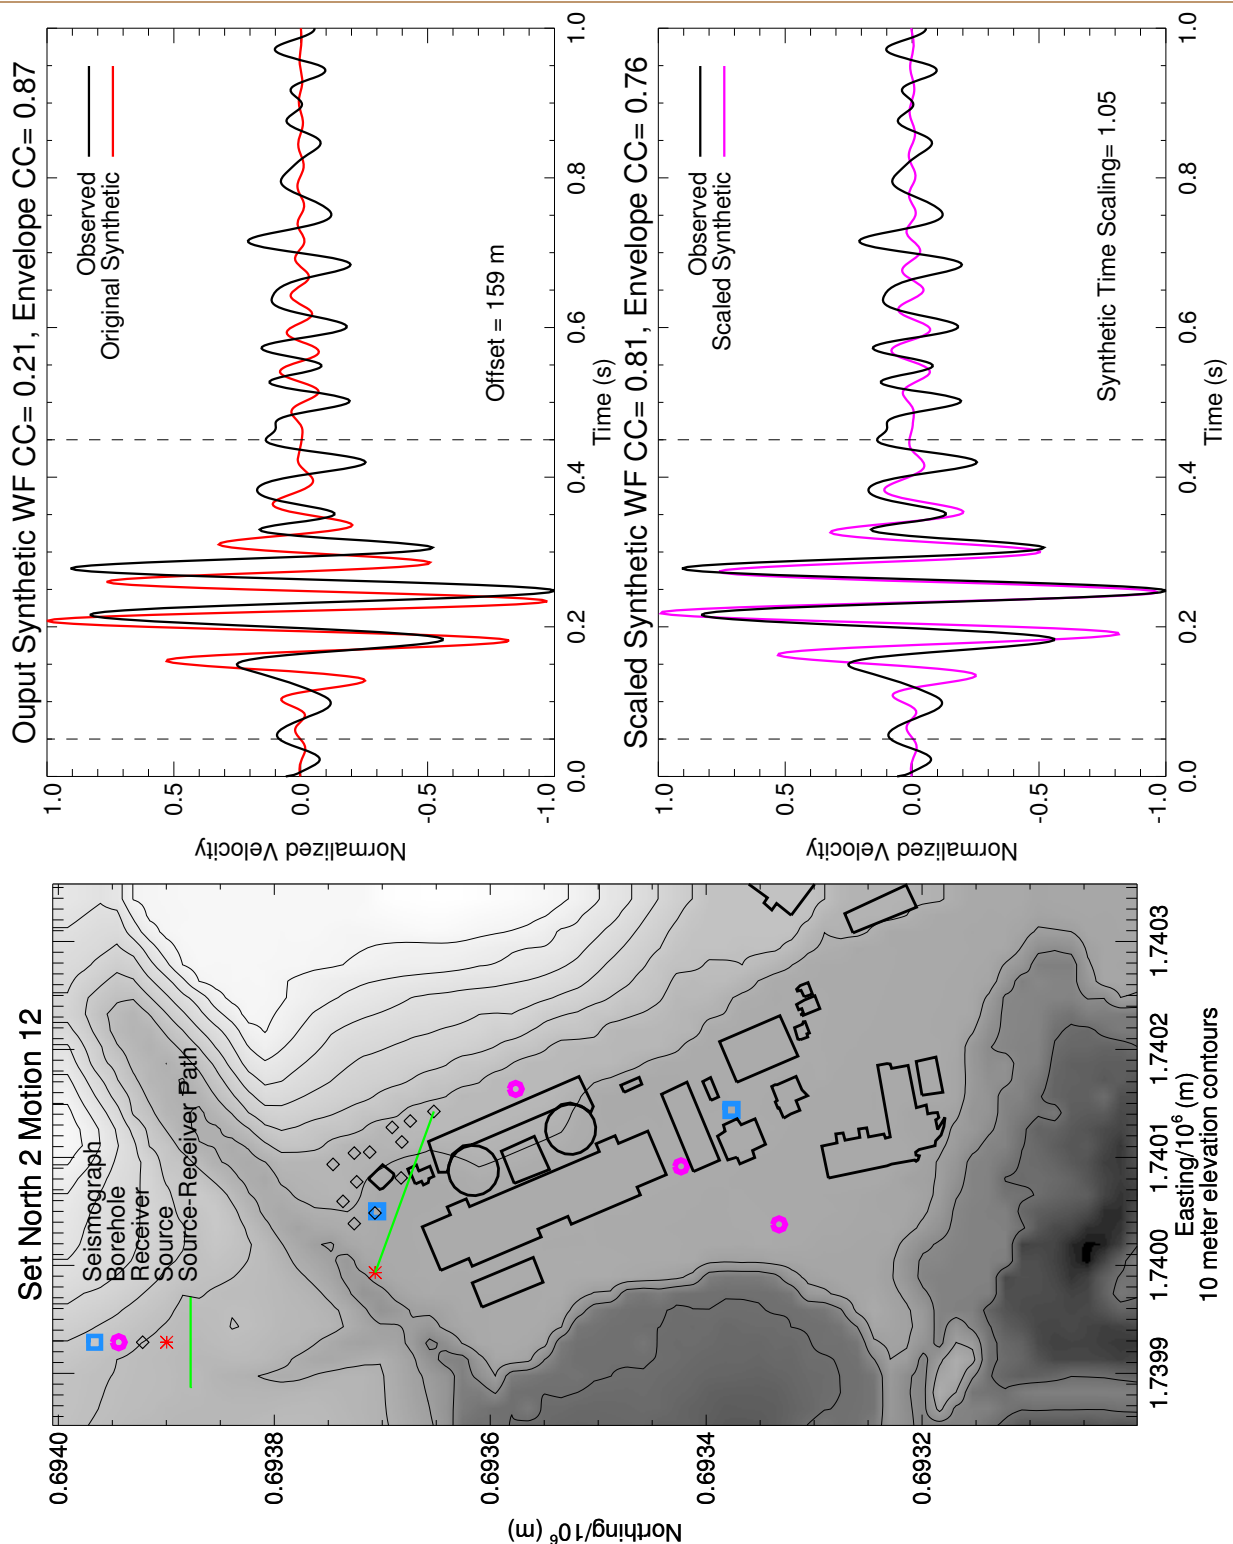 Set North 2 Motion 12
Seismograph
Borehole
Receiver
Source
Source-Receiver Path
0.6940
0.6938
0.6936
0.6934
0.6932
Northing/10⁶ (m)
1.7399
1.7400
1.7401
1.7402
1.7403
Easting/10⁶ (m)
10 meter elevation contours
Ouput Synthetic WF CC= 0.21, Envelope CC= 0.87
Observed
Original Synthetic
Offset = 159 m
1.0
0.5
0.0
-0.5
-1.0
Normalized Velocity
0.0
0.2
0.4
0.6
0.8
1.0
Time (s)
Scaled Synthetic WF CC= 0.81, Envelope CC= 0.76
Observed
Scaled Synthetic
Synthetic Time Scaling= 1.05
1.0
0.5
0.0
-0.5
-1.0
Normalized Velocity
0.0
0.2
0.4
0.6
0.8
1.0
Time (s)